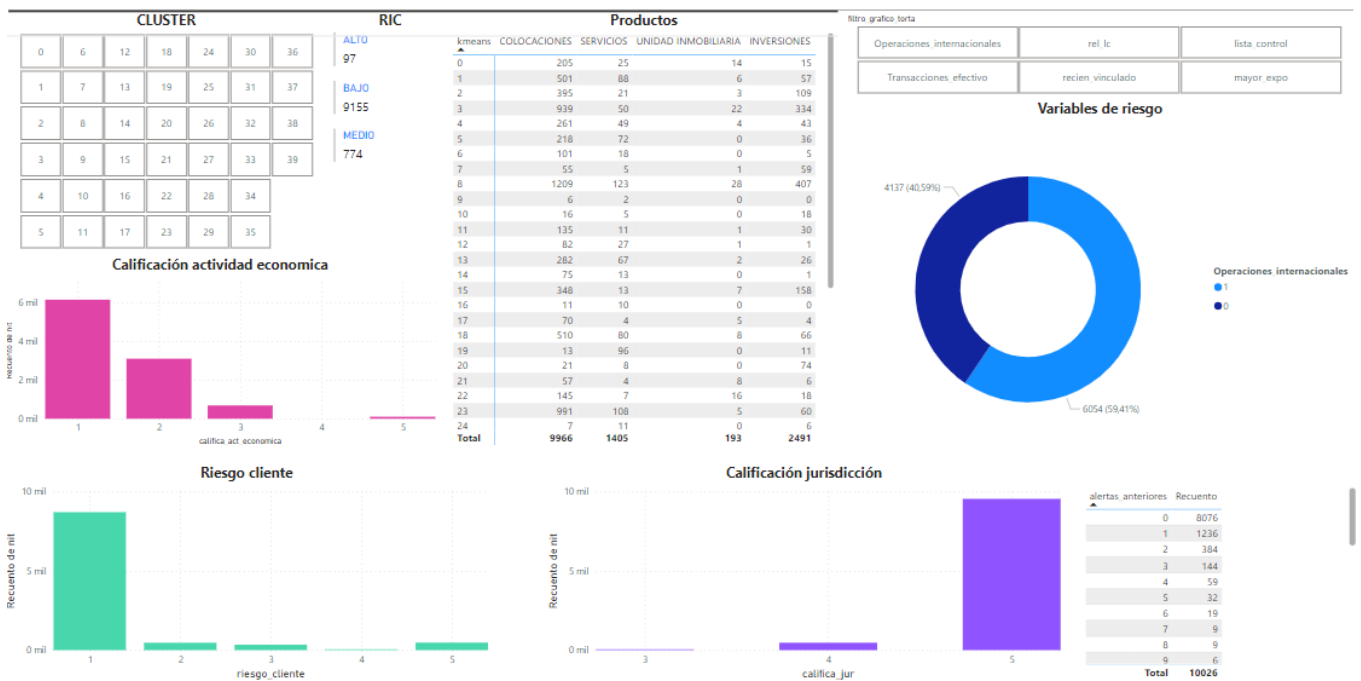 CLUSTER
0 6 12 18 24 30 36
1 7 13 19 25 31 37
2 8 14 20 26 32 38
3 9 15 21 27 33 39
4 10 16 22 28 34
5 11 17 23 29 35
RIC
ALTO
97
BAJO
9155
MEDIO
774
Productos
kmeans COLOCACIONES SERVICIOS UNIDAD INMOBILIARIA INVERSIONES
0 205 25 14 15
1 501 88 6 57
2 395 21 3 109
3 939 50 22 334
4 261 49 4 43
5 218 72 0 36
6 101 18 0 5
7 55 5 1 59
8 1209 123 28 407
9 6 2 0 0
10 16 5 0 18
11 135 11 1 30
12 82 27 1 1
13 282 67 2 26
14 75 13 0 1
15 348 13 7 158
16 11 10 0 0
17 70 4 5 4
18 510 80 8 66
19 13 96 0 11
20 21 8 0 74
21 57 4 8 6
22 145 7 16 18
23 991 108 5 60
24 7 11 0 6
Total 9966 1405 193 2491
filtro_grafico_torta
Operaciones_internacionales rel_lc lista_control
Transacciones_efectivo recien_vinculado mayor_expo
Variables de riesgo
4137 (40,59%)
6054 (59,41%)
Operaciones_internacionales
1
0
Calificación actividad economica
Recuento de nit
6 mil
4 mil
2 mil
0 mil
1 2 3 4 5
califica_act_economica
Riesgo cliente
Recuento de nit
10 mil
5 mil
0 mil
1 2 3 4 5
riesgo_cliente
Calificación jurisdicción
Recuento de nit
10 mil
5 mil
0 mil
3 4 5
califica_jur
alertas_anteriores Recuento
0 8076
1 1236
2 384
3 144
4 59
5 32
6 19
7 9
8 9
9 6
Total 10026